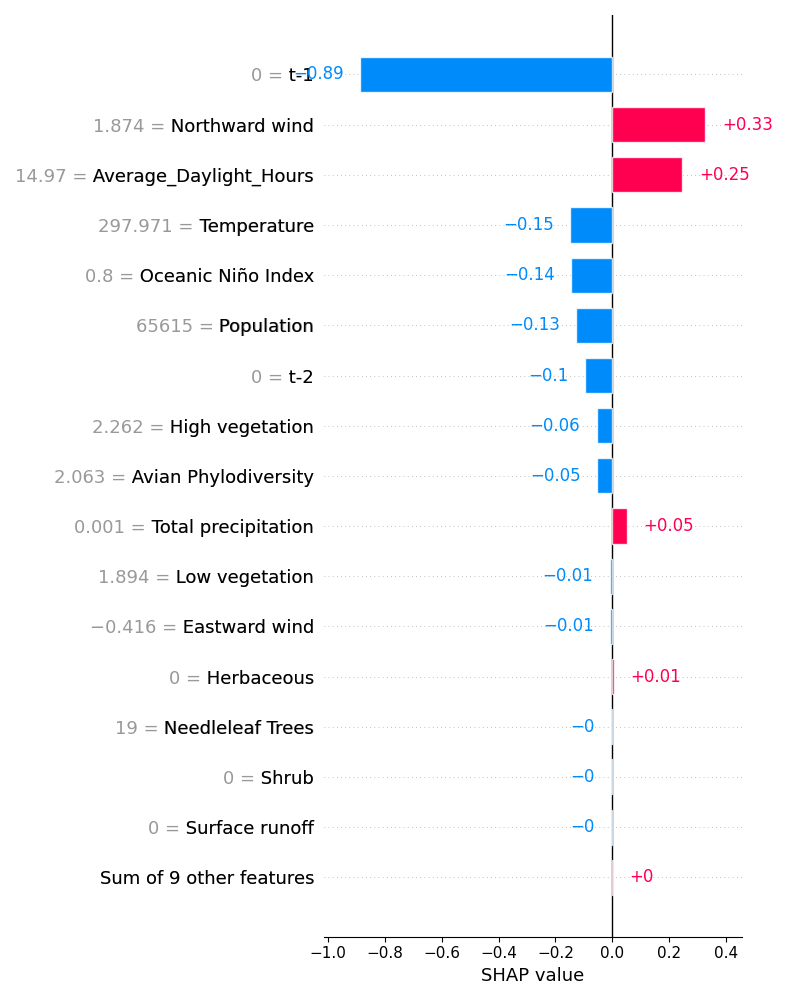 0 = t-1 −0.89
1.874 = Northward wind +0.33
14.97 = Average_Daylight_Hours +0.25
297.971 = Temperature −0.15
0.8 = Oceanic Niño Index −0.14
65615 = Population −0.13
0 = t-2 −0.1
2.262 = High vegetation −0.06
2.063 = Avian Phylodiversity −0.05
0.001 = Total precipitation +0.05
1.894 = Low vegetation −0.01
−0.416 = Eastward wind −0.01
0 = Herbaceous +0.01
19 = Needleleaf Trees −0
0 = Shrub −0
0 = Surface runoff −0
Sum of 9 other features +0
−1.0 −0.8 −0.6 −0.4 −0.2 0.0 0.2 0.4
SHAP value